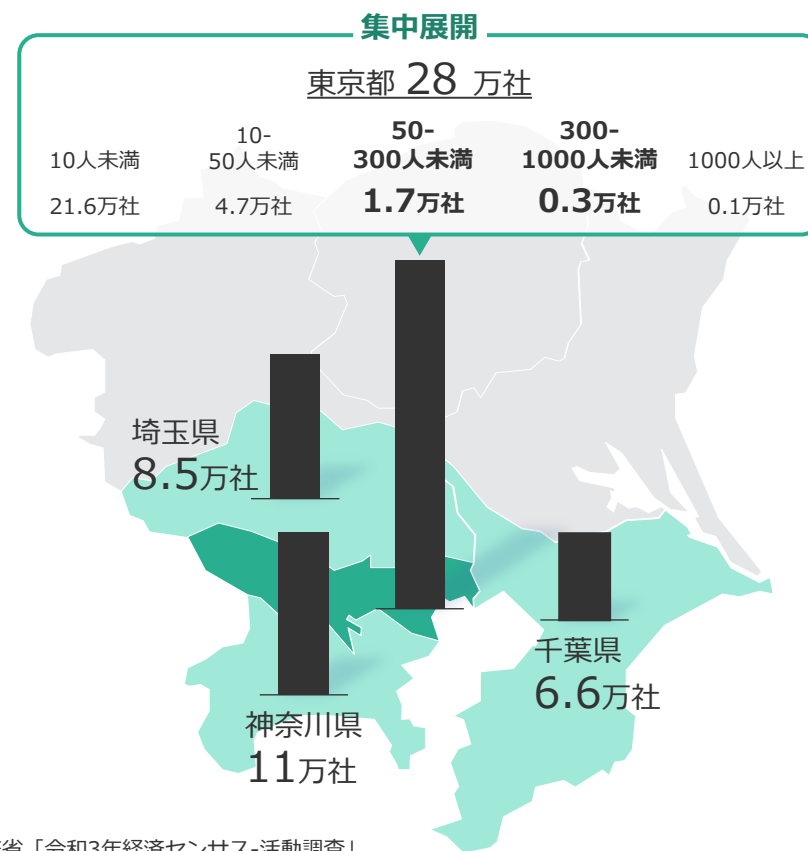 集中展開
東京都 28 万社
10人未満
10-
50人未満
50-
300人未満
300-
1000人未満
1000人以上
21.6万社
4.7万社
1.7万社
0.3万社
0.1万社
埼玉県
8.5万社
千葉県
6.6万社
神奈川県
11万社
省「令和3年経済センサス-活動調査」